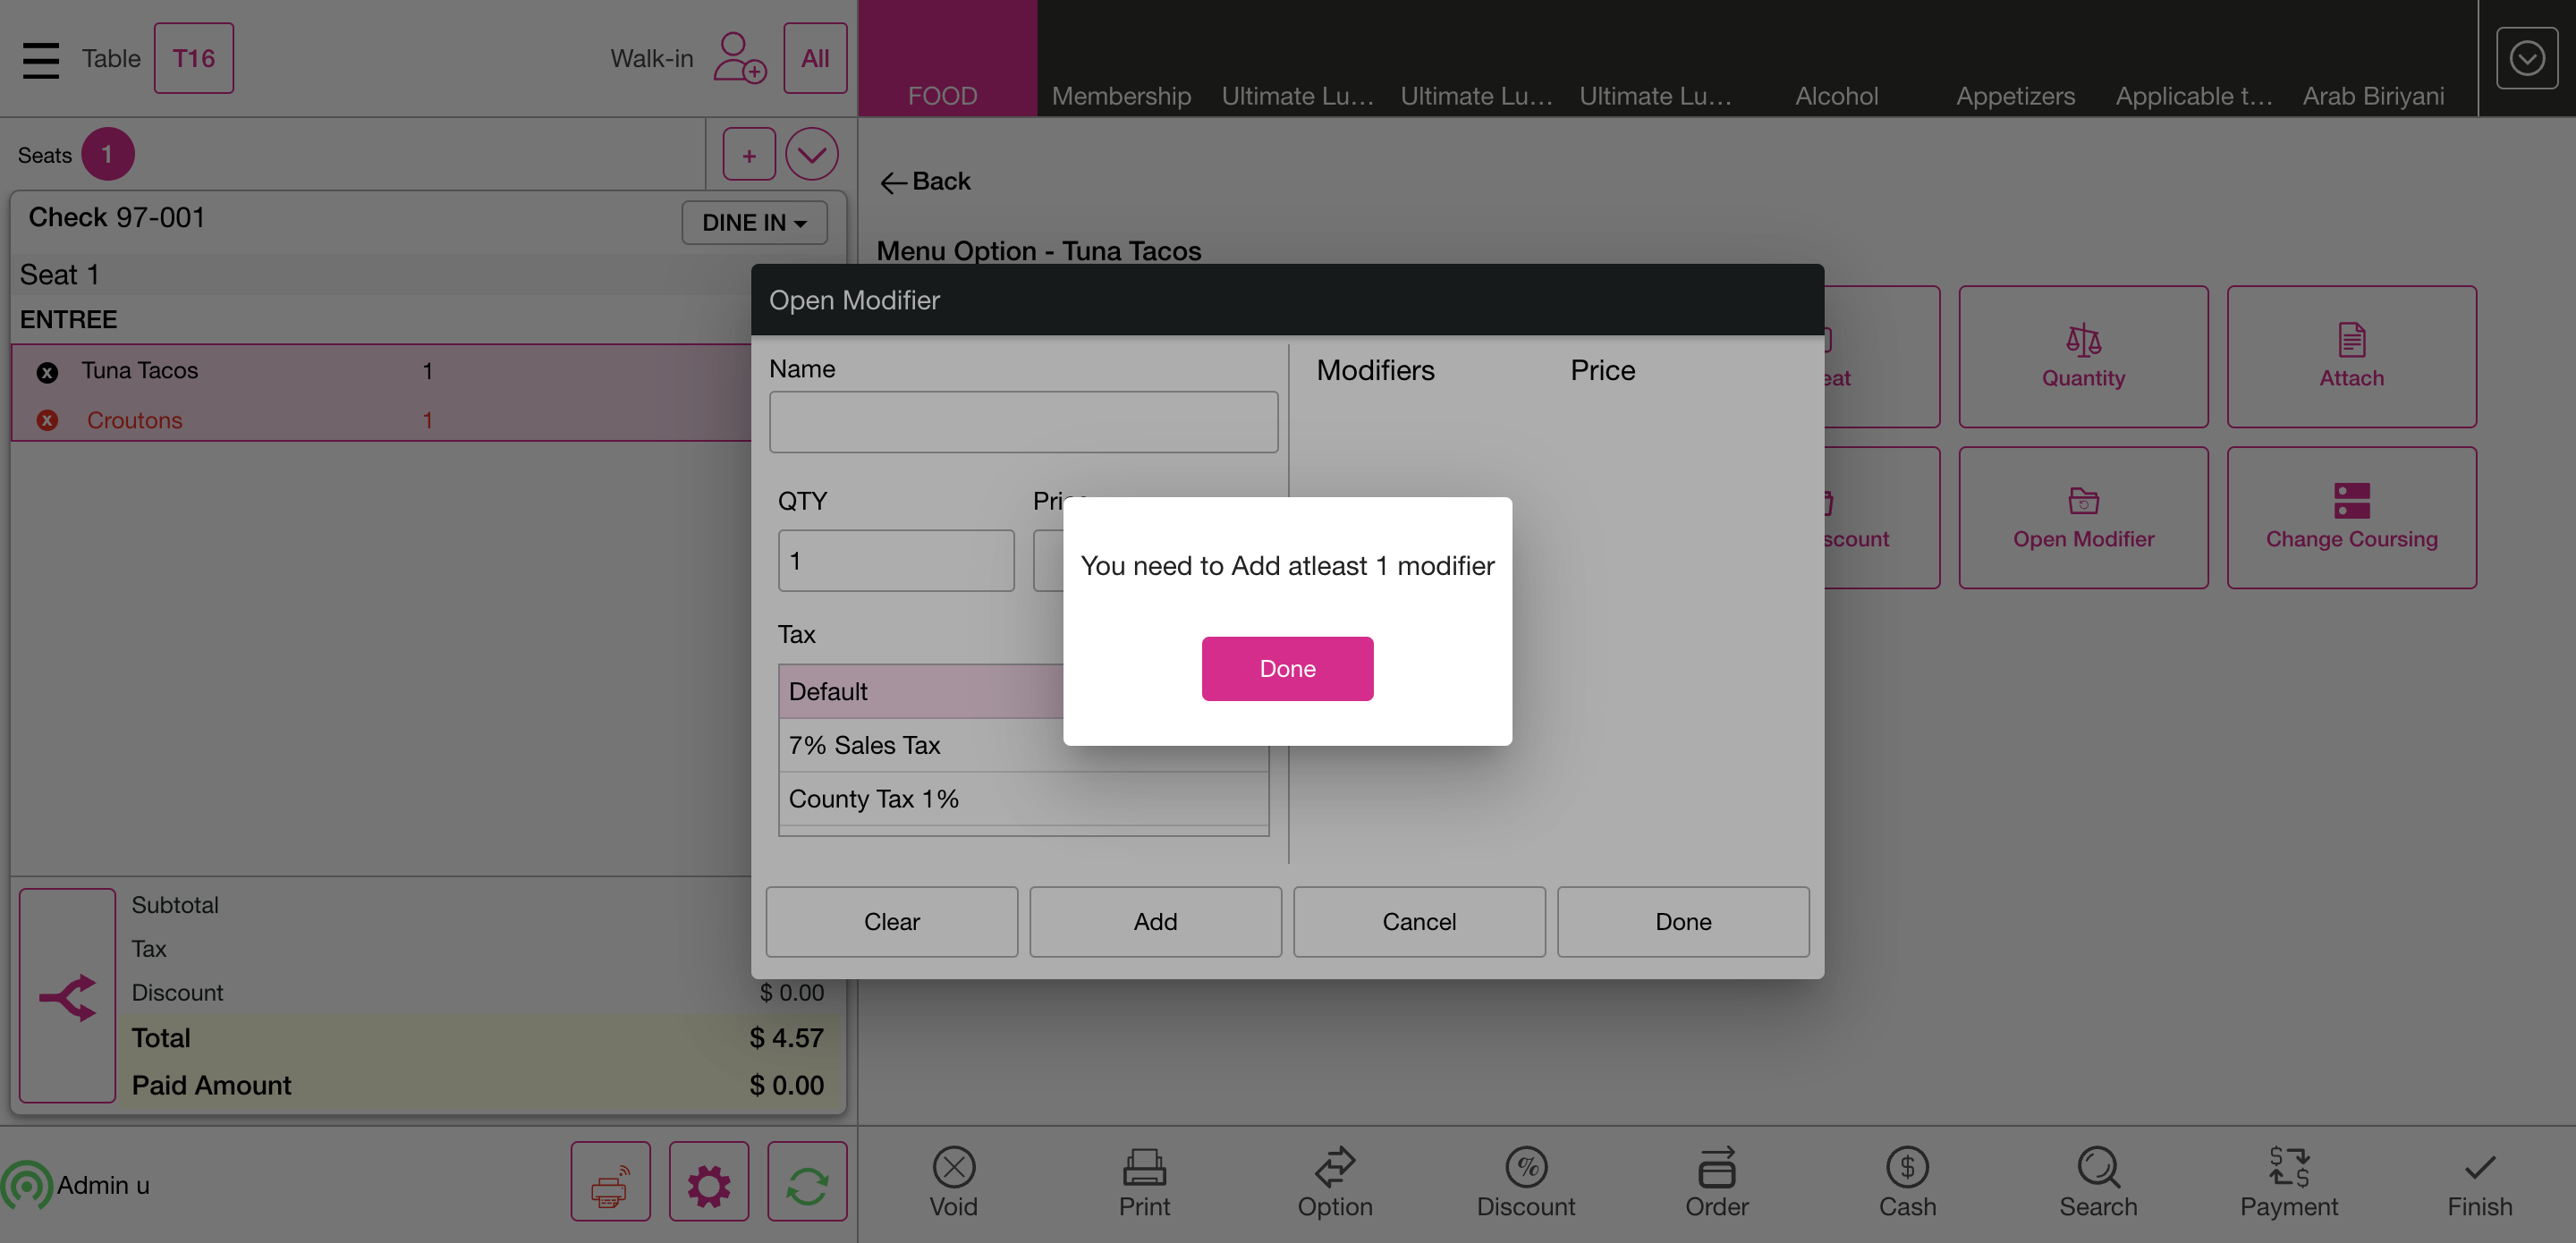 Table T16
Walk-in
All
FOOD
Membership
Ultimate Lu...
Ultimate Lu...
Ultimate Lu...
Alcohol
Appetizers
Applicable t...
Arab Biriyani
Seats 1
+
Check 97-001
DINE IN
Seat 1
ENTREE
Tuna Tacos 1
Croutons 1
Subtotal
Tax
Discount $ 0.00
Total $ 4.57
Paid Amount $ 0.00
Admin u
Back
Menu Option - Tuna Tacos
Quantity
Attach
Open Modifier
Change Coursing
Open Modifier
Name
QTY
1
Tax
Default
7% Sales Tax
County Tax 1%
Modifiers Price
You need to Add atleast 1 modifier
Done
Clear
Add
Cancel
Done
Void
Print
Option
Discount
Order
Cash
Search
Payment
Finish